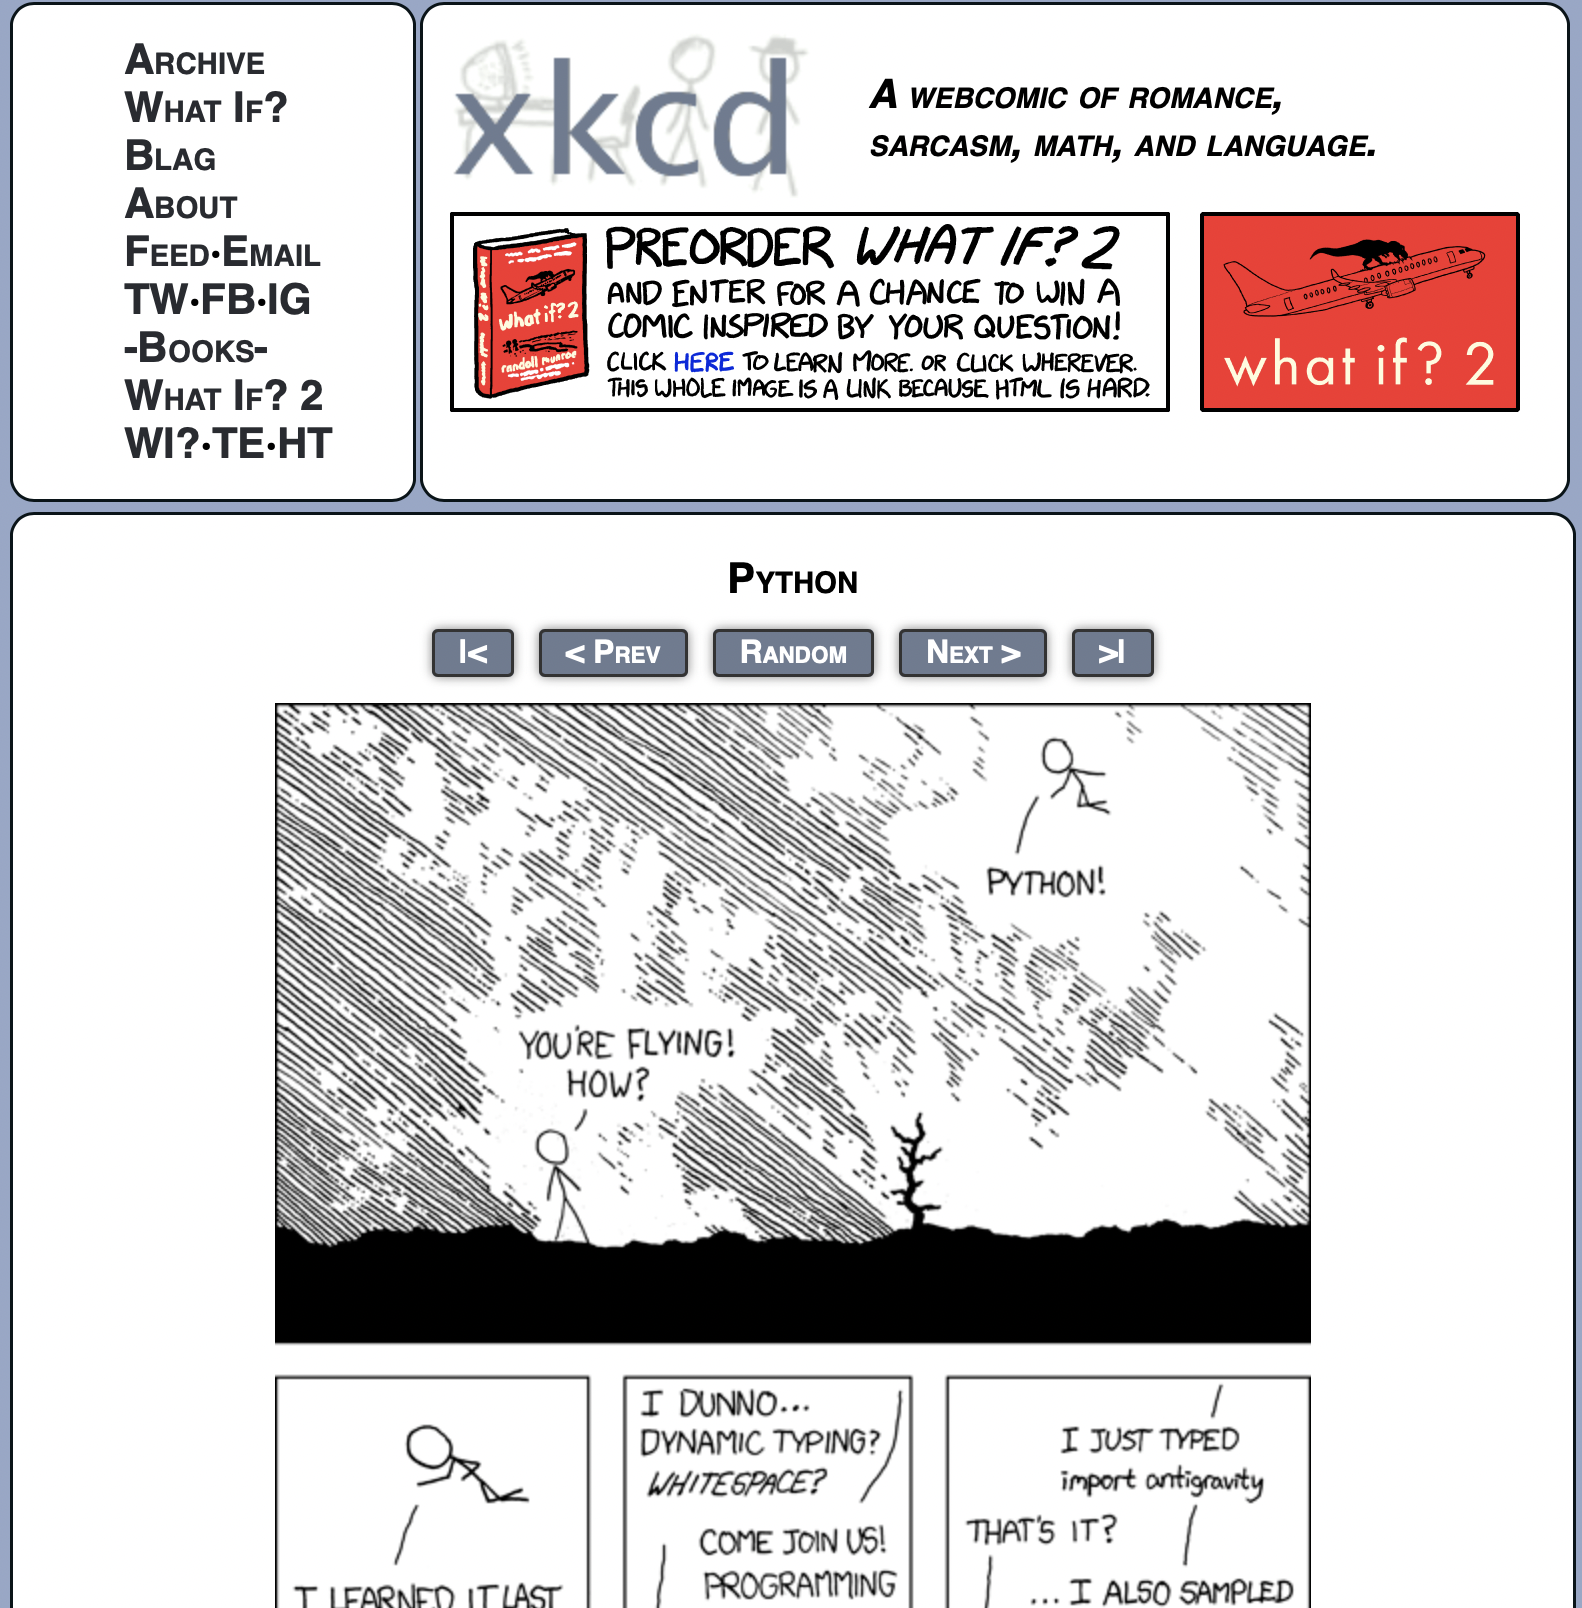 Archive
What If?
Blag
About
Feed•Email
TW•FB•IG
-Books-
What If? 2
WI?•TE•HT
xkcd
A webcomic of romance,
sarcasm, math, and language.
what if? 2
randall munroe
PREORDER WHAT IF? 2
AND ENTER FOR A CHANCE TO WIN A
COMIC INSPIRED BY YOUR QUESTION!
CLICK HERE TO LEARN MORE. OR CLICK WHEREVER.
THIS WHOLE IMAGE IS A LINK BECAUSE HTML IS HARD.
what if? 2
Python
|<
< Prev
Random
Next >
>|
PYTHON!
YOU'RE FLYING!
HOW?
I LEARNED IT LAST
I DUNNO...
DYNAMIC TYPING?
WHITESPACE?
COME JOIN US!
PROGRAMMING
I JUST TYPED
import antigravity
THAT'S IT?
... I ALSO SAMPLED